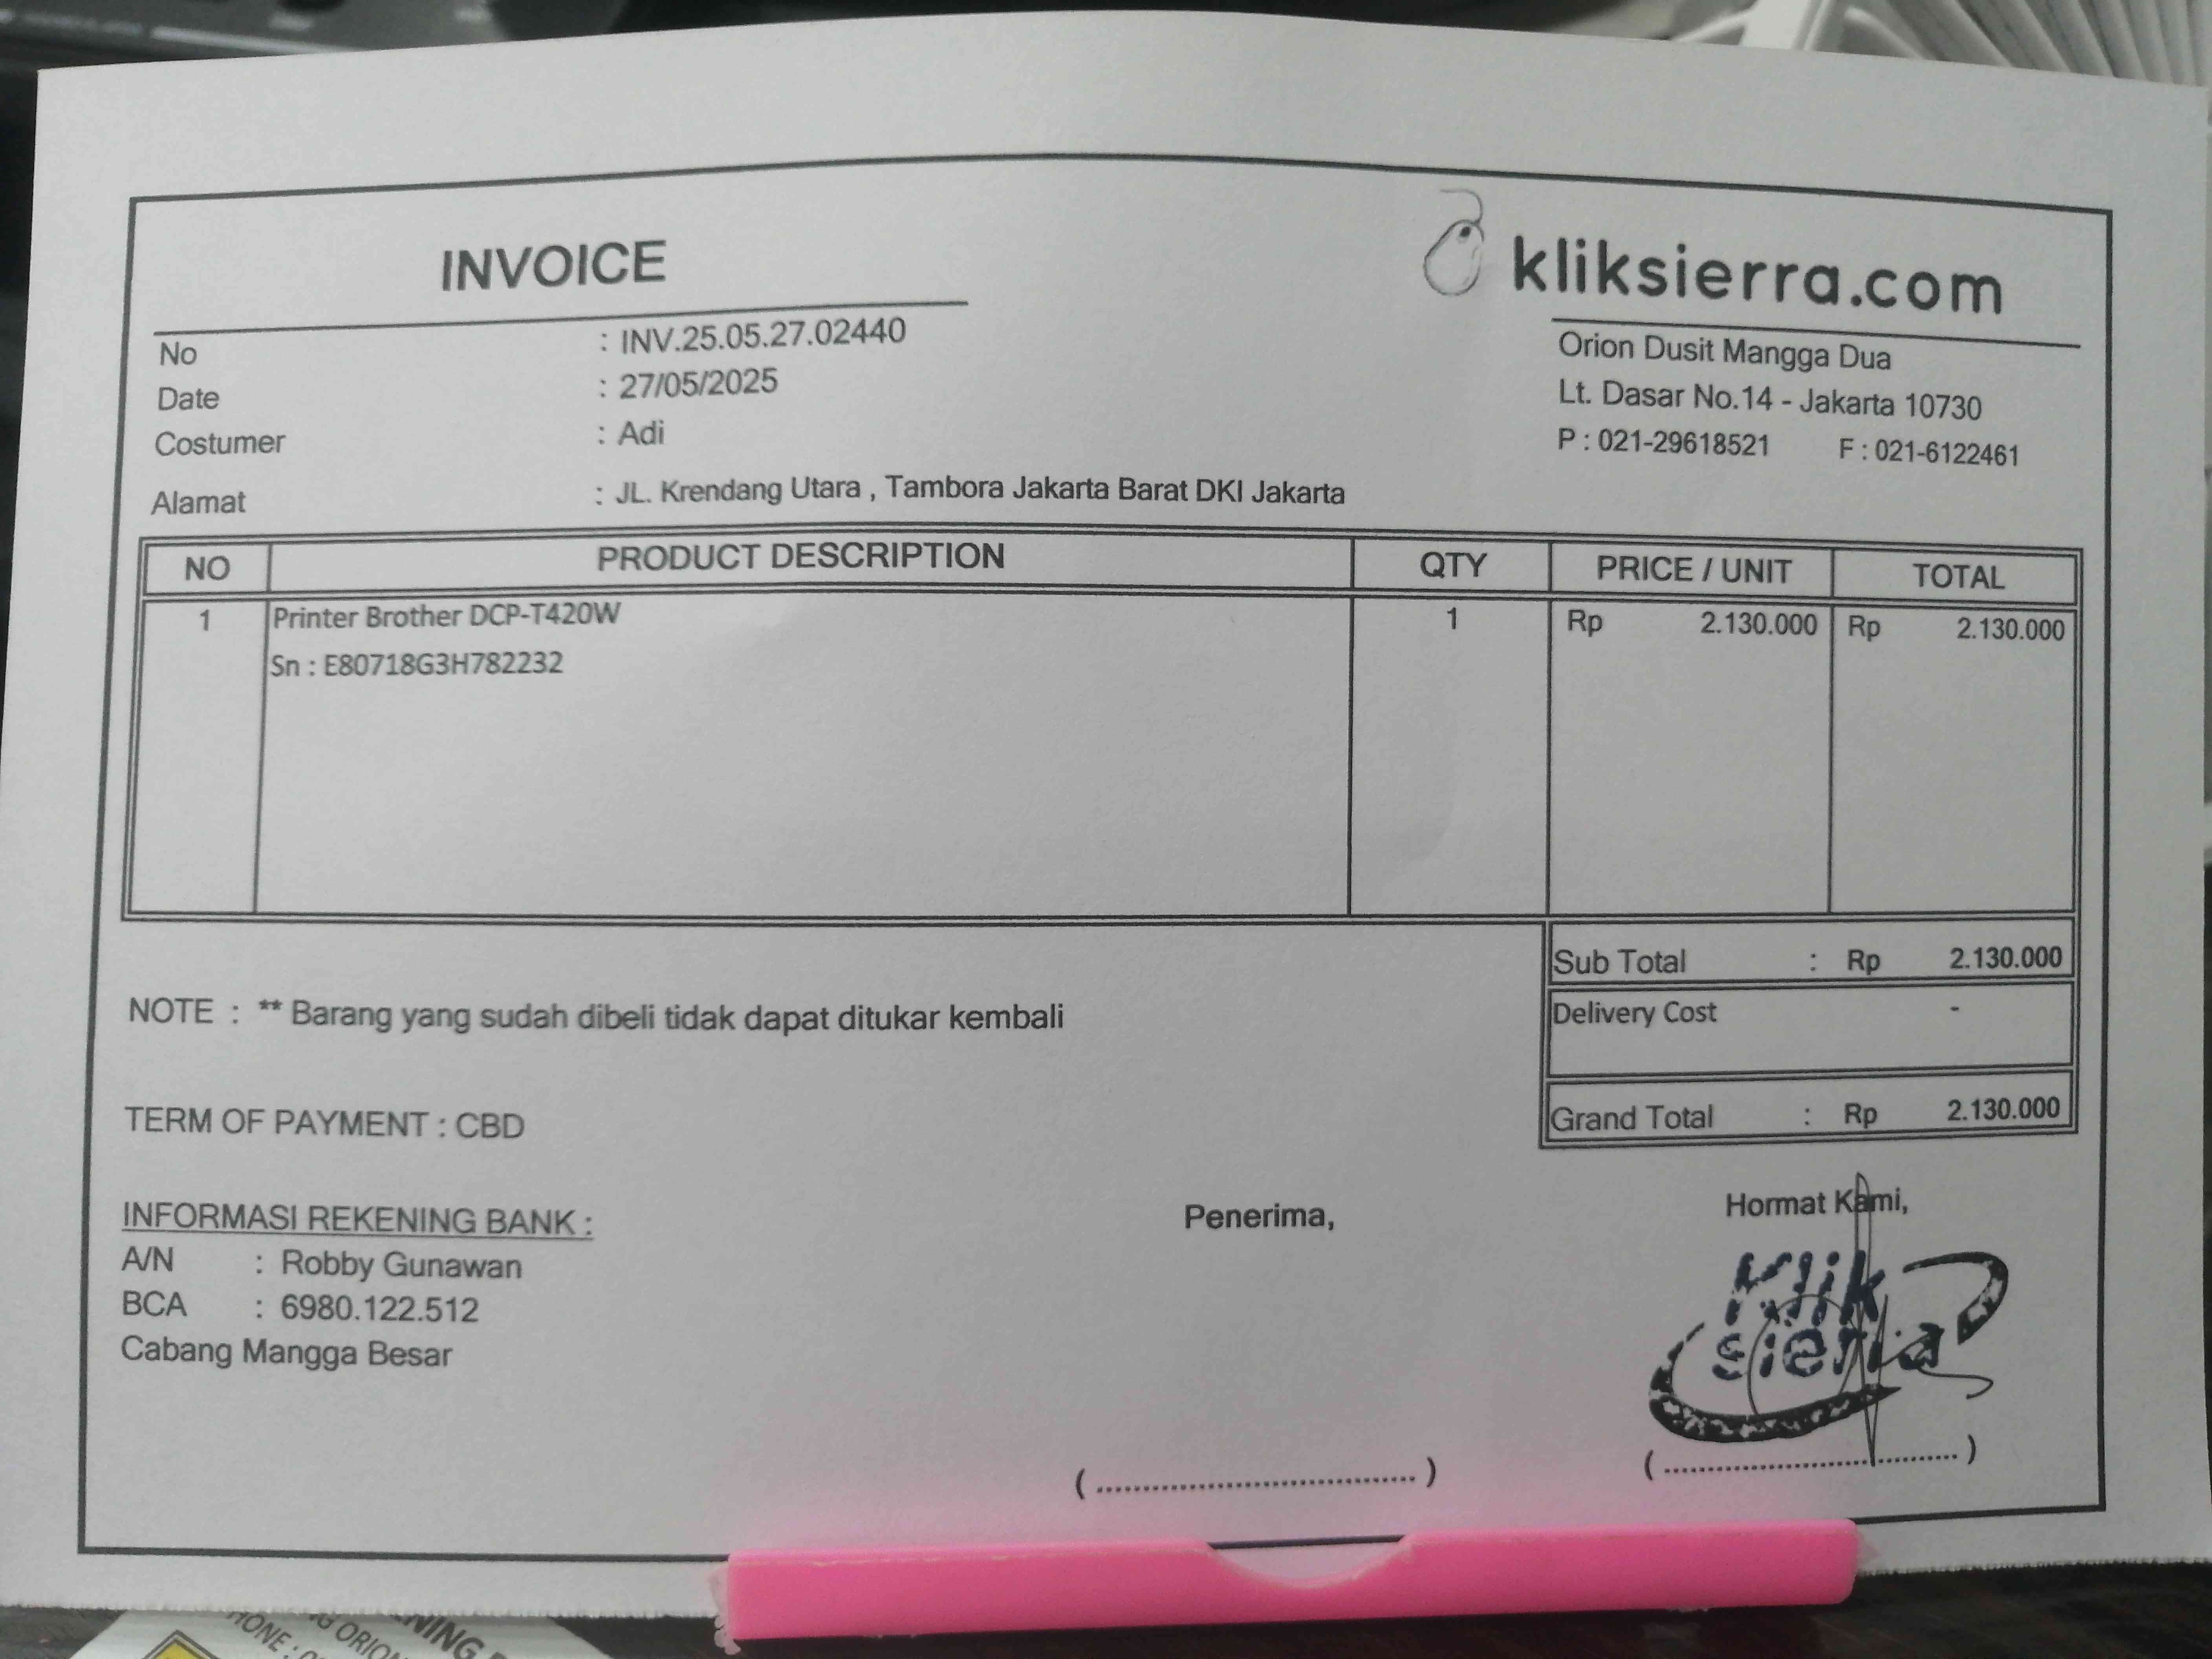 INVOICE
kliksierra.com
Orion Dusit Mangga Dua
Lt. Dasar No.14 - Jakarta 10730
P : 021-29618521 F : 021-6122461
No : INV.25.05.27.02440
Date : 27/05/2025
Costumer : Adi
Alamat : JL. Krendang Utara , Tambora Jakarta Barat DKI Jakarta
NO PRODUCT DESCRIPTION QTY PRICE / UNIT TOTAL
1 Printer Brother DCP-T420W 1 Rp 2.130.000 Rp 2.130.000
Sn : E80718G3H782232
Sub Total : Rp 2.130.000
Delivery Cost -
Grand Total : Rp 2.130.000
NOTE : ** Barang yang sudah dibeli tidak dapat ditukar kembali
TERM OF PAYMENT : CBD
INFORMASI REKENING BANK :
A/N : Robby Gunawan
BCA : 6980.122.512
Cabang Mangga Besar
Penerima,
( .................................... )
Hormat Kami,
Klik
sierra
( .................................... )